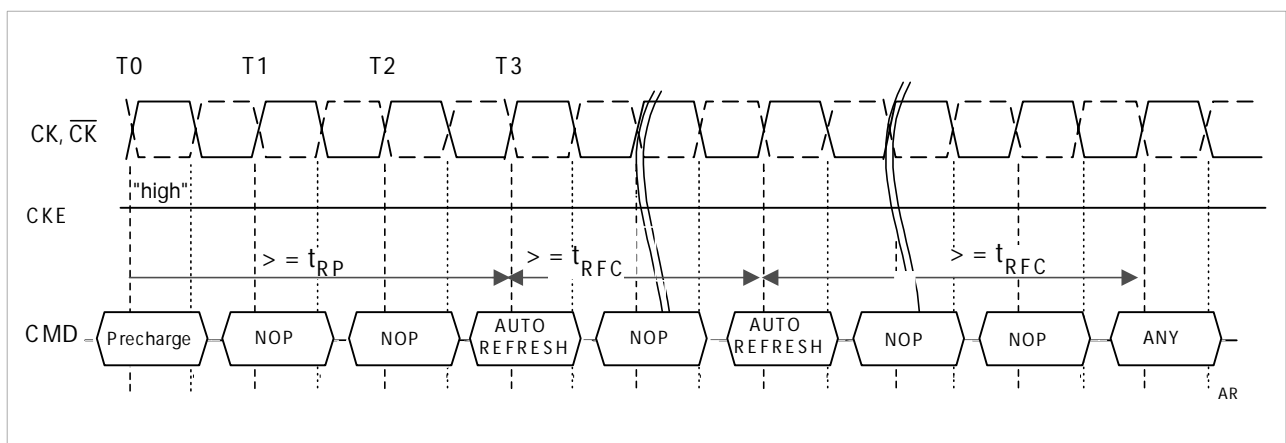 T0 T1 T2 T3
CK, C̅K̅
"high"
CKE
> = tRP > = tRFC > = tRFC
CMD Precharge NOP NOP AUTO REFRESH NOP AUTO REFRESH NOP NOP ANY
AR